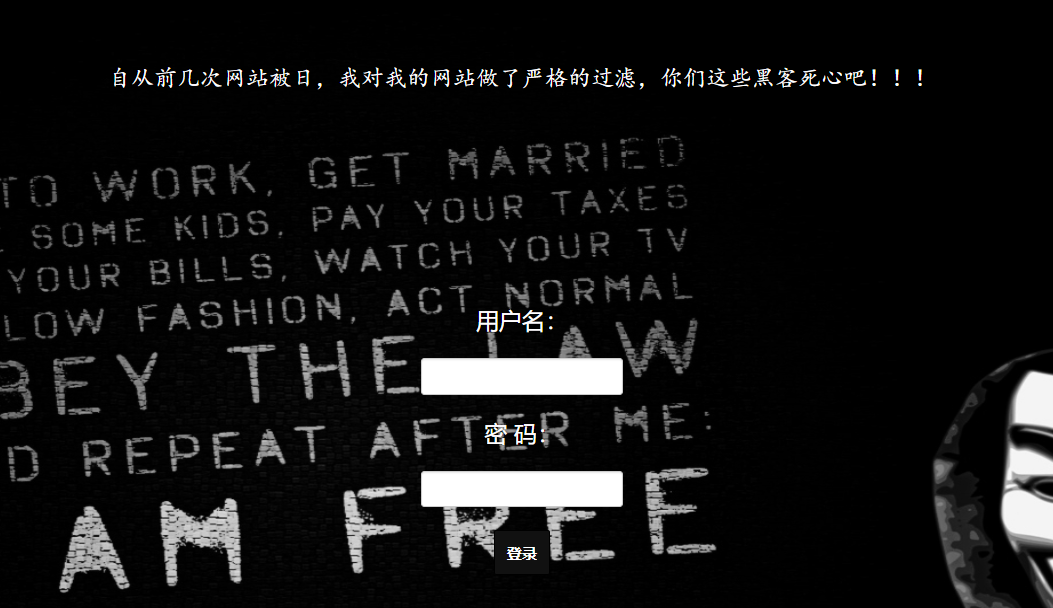 自从前几次网站被日，我对我的网站做了严格的过滤，你们这些黑客死心吧！！！
TO WORK, GET MARRIED
SOME KIDS, PAY YOUR TAXES
YOUR BILLS, WATCH YOUR TV
LOW FASHION, ACT NORMAL
用户名：
BEY THE LAW
密 码：
D REPEAT AFTER ME:
AM FREE
登录